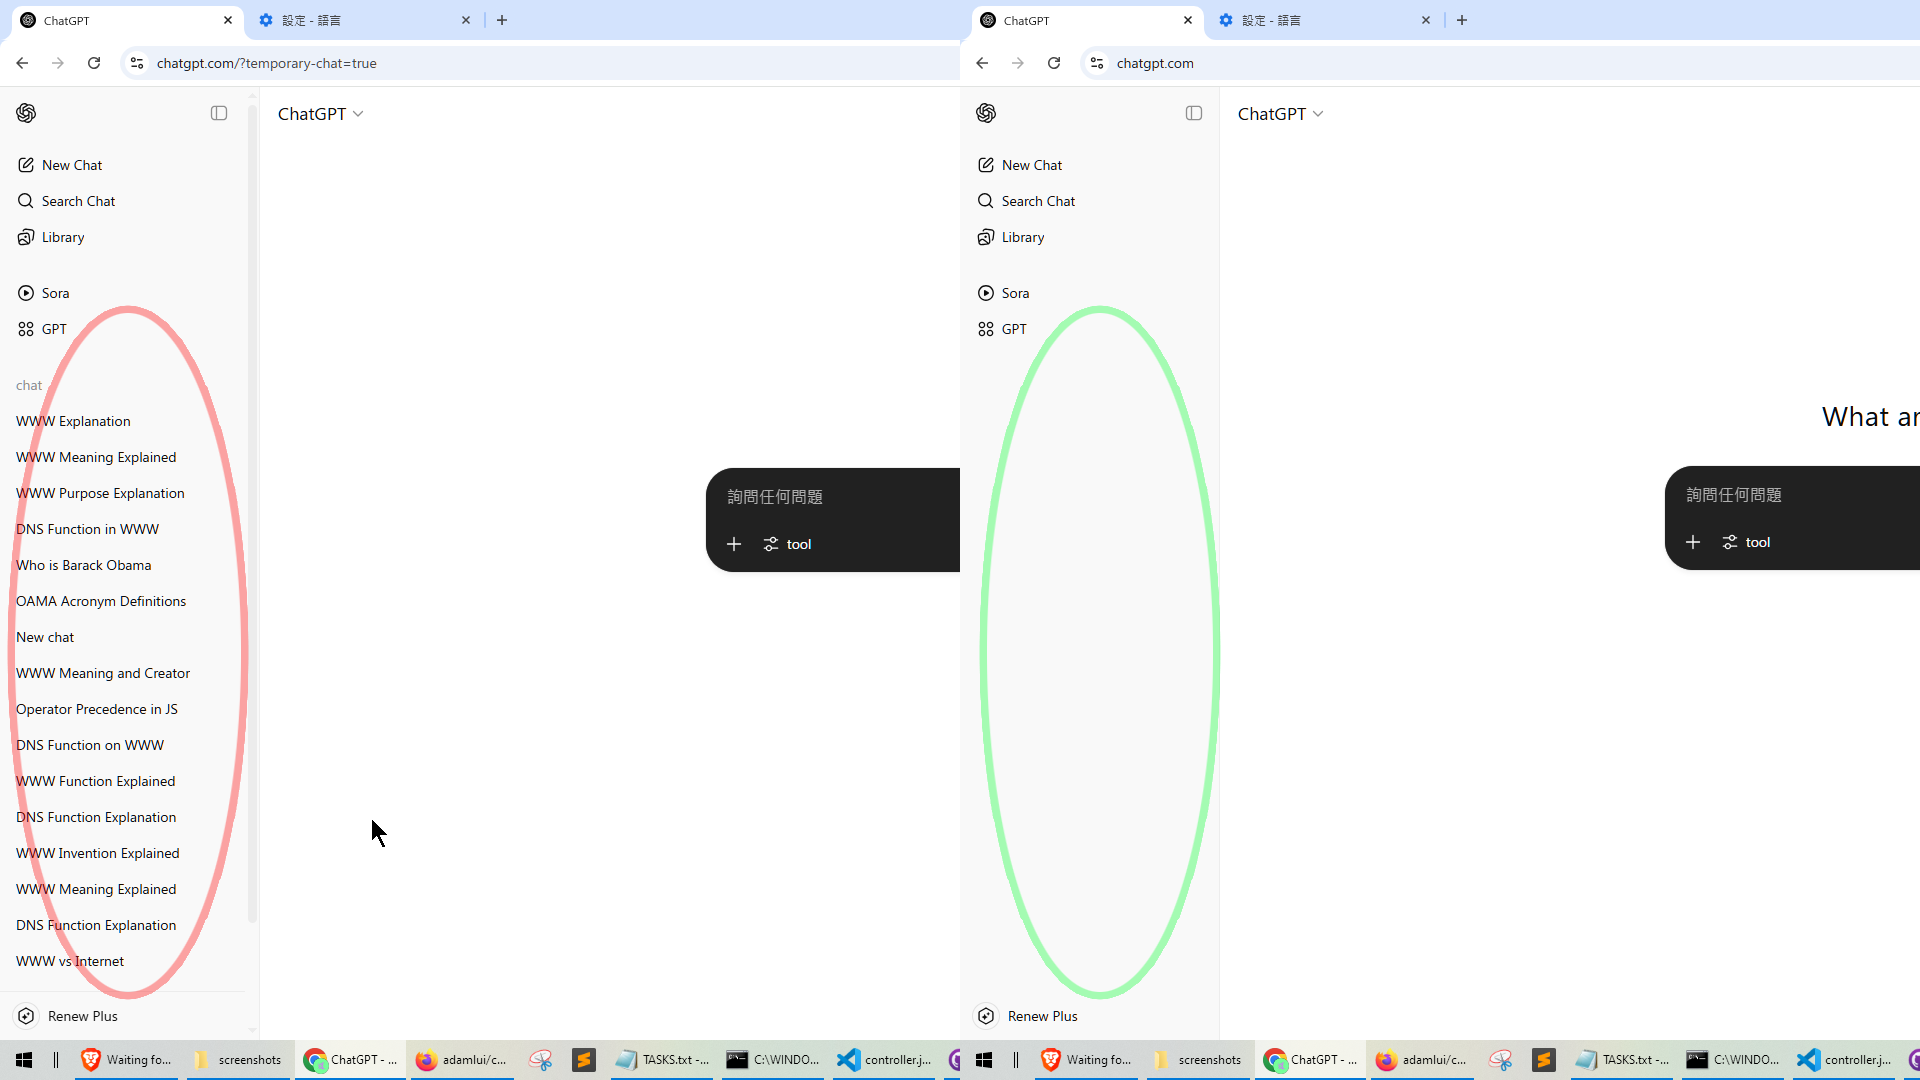 ChatGPT
設定 - 語言
chatgpt.com/?temporary-chat=true
ChatGPT
New Chat
Search Chat
Library
Sora
GPT
chat
WWW Explanation
WWW Meaning Explained
WWW Purpose Explanation
DNS Function in WWW
Who is Barack Obama
OAMA Acronym Definitions
New chat
WWW Meaning and Creator
Operator Precedence in JS
DNS Function on WWW
WWW Function Explained
DNS Function Explanation
WWW Invention Explained
WWW Meaning Explained
DNS Function Explanation
WWW vs Internet
Renew Plus
詢問任何問題
tool
Waiting fo...
screenshots
ChatGPT - ...
adamlui/c...
TASKS.txt -...
C:\WINDO...
controller.j...
ChatGPT
設定 - 語言
chatgpt.com
ChatGPT
New Chat
Search Chat
Library
Sora
GPT
What ar
詢問任何問題
tool
Renew Plus
Waiting fo...
screenshots
ChatGPT - ...
adamlui/c...
TASKS.txt -...
C:\WINDO...
controller.j...